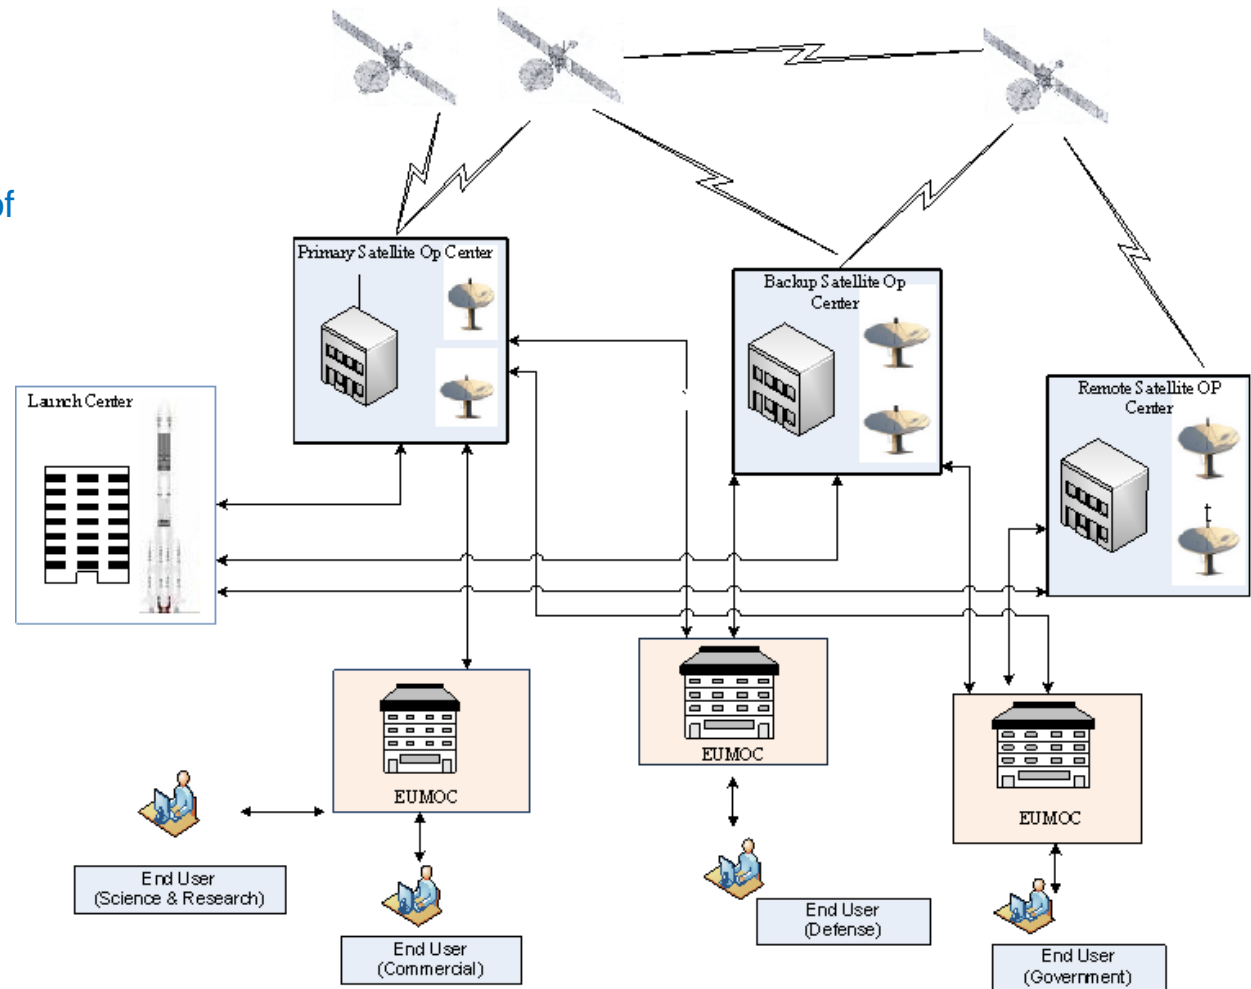 of
Primary Satellite Op Center
Backup Satellite Op
Center
Remote Satellite OP
Center
Launch Center
t
EUMOC
EUMOC
EUMOC
End User
(Science & Research)
End User
(Commercial)
End User
(Defense)
End User
(Government)